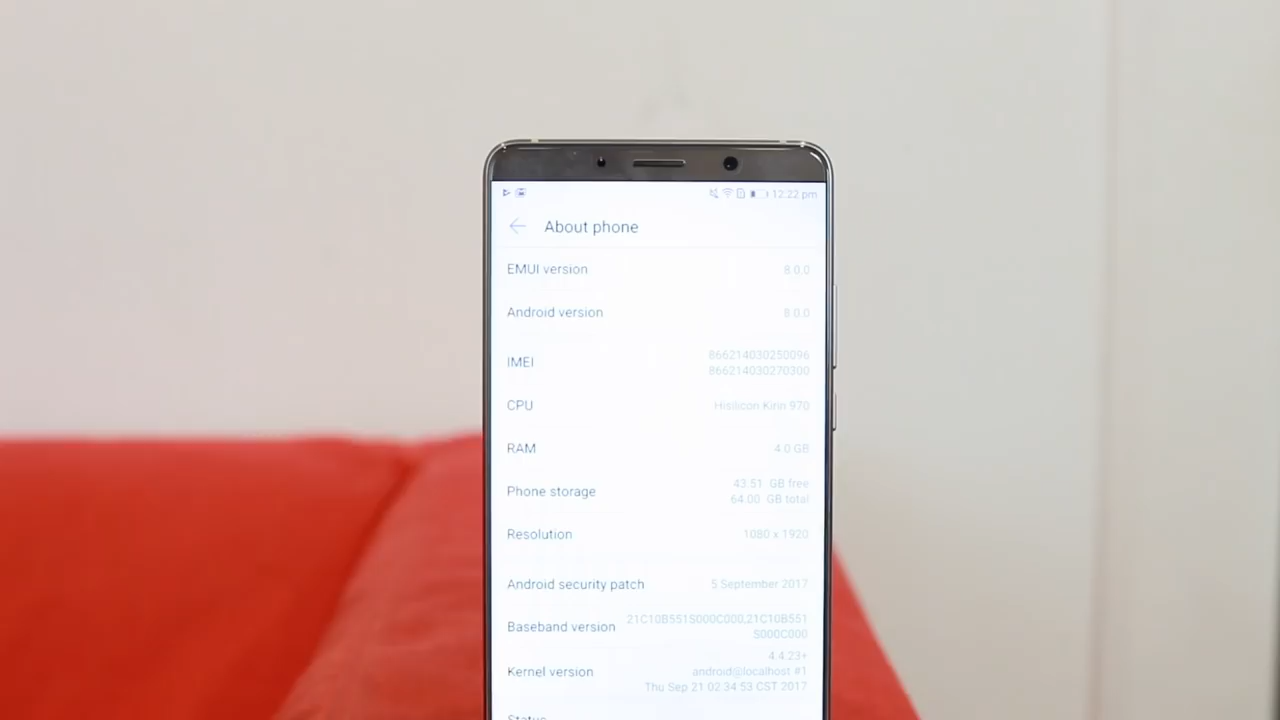 12:22 pm
About phone
EMUI version 8.0.0
Android version 8.0.0
IMEI 866214030250096
866214030270300
CPU Hisilicon Kirin 970
RAM 4.0 GB
Phone storage 43.51 GB free
64.00 GB total
Resolution 1080 x 1920
Android security patch 5 September 2017
Baseband version 21C10B551S000C000,21C10B551
S000C000
Kernel version 4.4.23+
android@localhost #1
Thu Sep 21 02:34:53 CST 2017
Status